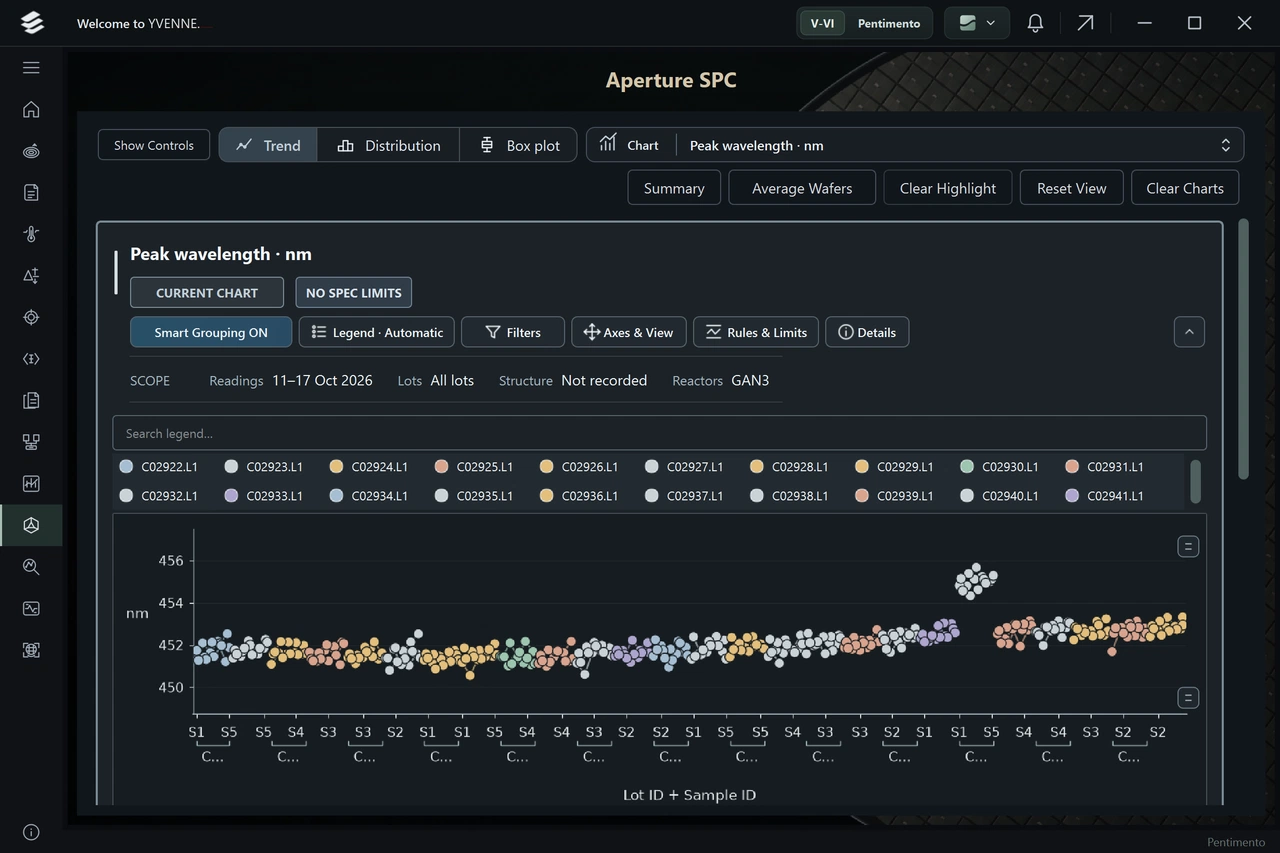 Welcome to YVENNE.
V-VI Pentimento
Aperture SPC
Show Controls Trend Distribution Box plot Chart Peak wavelength · nm
Summary Average Wafers Clear Highlight Reset View Clear Charts
Peak wavelength · nm
CURRENT CHART NO SPEC LIMITS
Smart Grouping ON Legend · Automatic Filters Axes & View Rules & Limits Details
SCOPE Readings 11–17 Oct 2026 Lots All lots Structure Not recorded Reactors GAN3
Search legend...
C02922.L1 C02923.L1 C02924.L1 C02925.L1 C02926.L1 C02927.L1 C02928.L1 C02929.L1 C02930.L1 C02931.L1
C02932.L1 C02933.L1 C02934.L1 C02935.L1 C02936.L1 C02937.L1 C02938.L1 C02939.L1 C02940.L1 C02941.L1
456
454
nm
452
450
S1 S5 S5 S4 S3 S3 S2 S1 S1 S5 S4 S4 S3 S2 S2 S1 S5 S5 S4 S3 S3 S2 S1 S1 S5 S4 S4 S3 S2 S2
C... C... C... C... C... C... C... C... C... C... C... C... C...
Lot ID + Sample ID
Pentimento